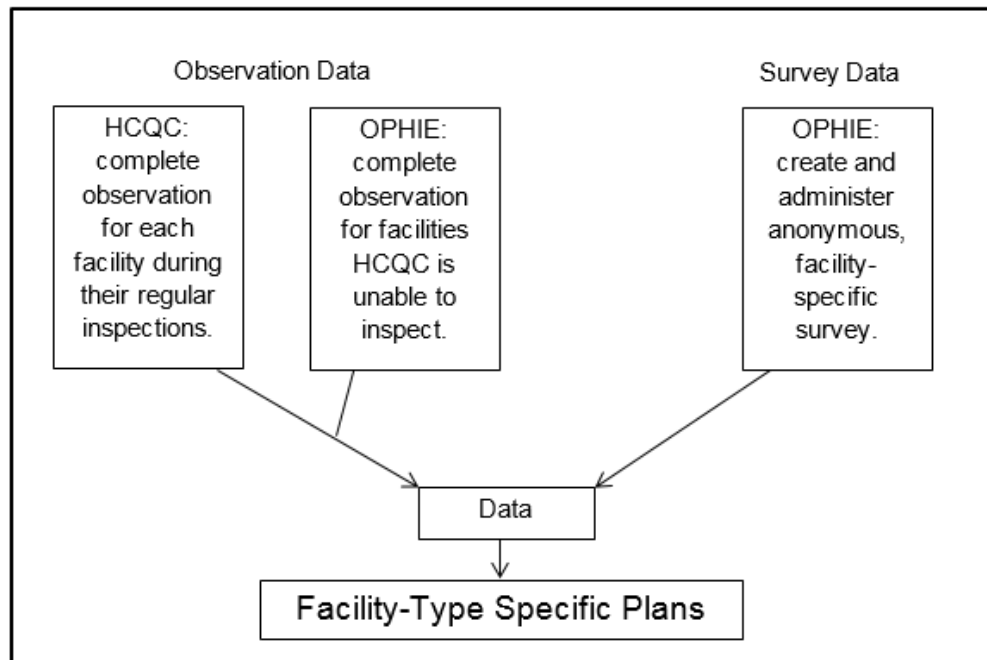 Observation Data
HCQC:
complete
observation
for each
facility during
their regular
inspections.
OPHIE:
complete
observation
for facilities
HCQC is
unable to
inspect.
Survey Data
OPHIE:
create and
administer
anonymous,
facility-
specific
survey.
Data
Facility-Type Specific Plans